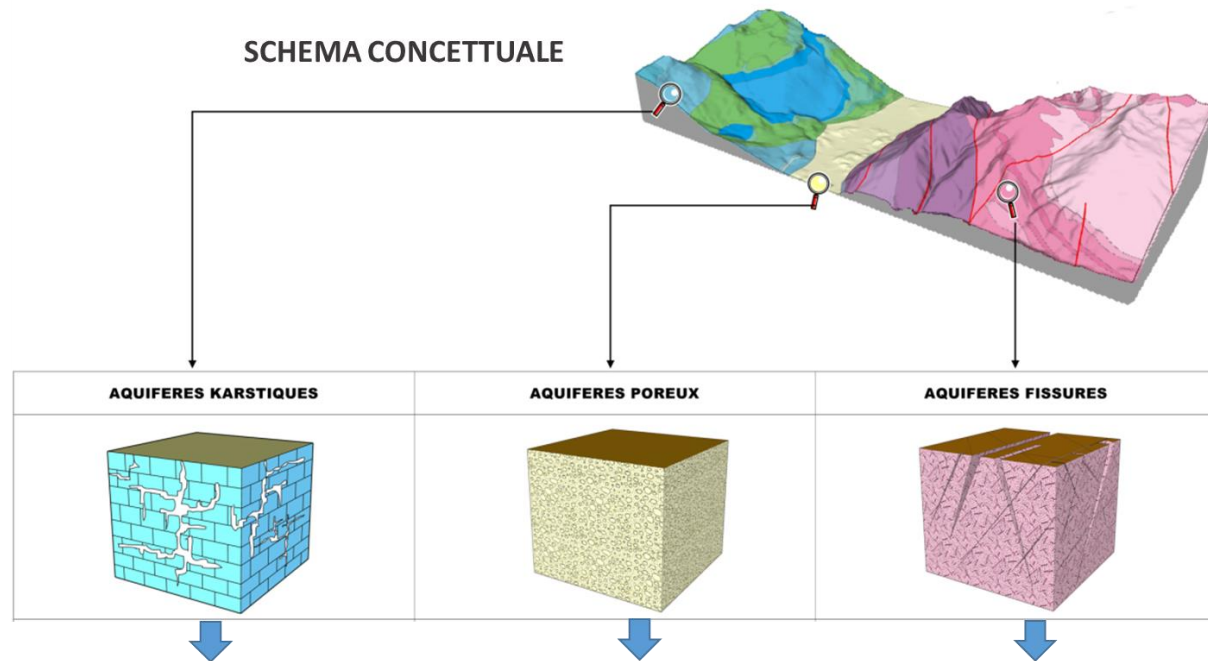 SCHEMA CONCETTUALE
AQUIFERES KARSTIQUES
AQUIFERES POREUX
AQUIFERES FISSURES